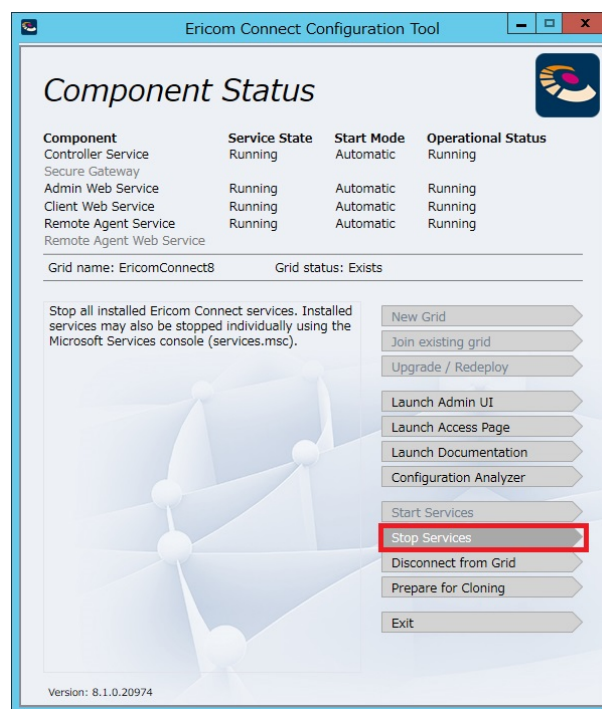 Ericom Connect Configuration Tool
Component Status
Component Service State Start Mode Operational Status
Controller Service Running Automatic Running
Secure Gateway
Admin Web Service Running Automatic Running
Client Web Service Running Automatic Running
Remote Agent Service Running Automatic Running
Remote Agent Web Service
Grid name: EricomConnect8 Grid status: Exists
Stop all installed Ericom Connect services. Installed
services may also be stopped individually using the
Microsoft Services console (services.msc).
New Grid
Join existing grid
Upgrade / Redeploy
Launch Admin UI
Launch Access Page
Launch Documentation
Configuration Analyzer
Start Services
Stop Services
Disconnect from Grid
Prepare for Cloning
Exit
Version: 8.1.0.20974